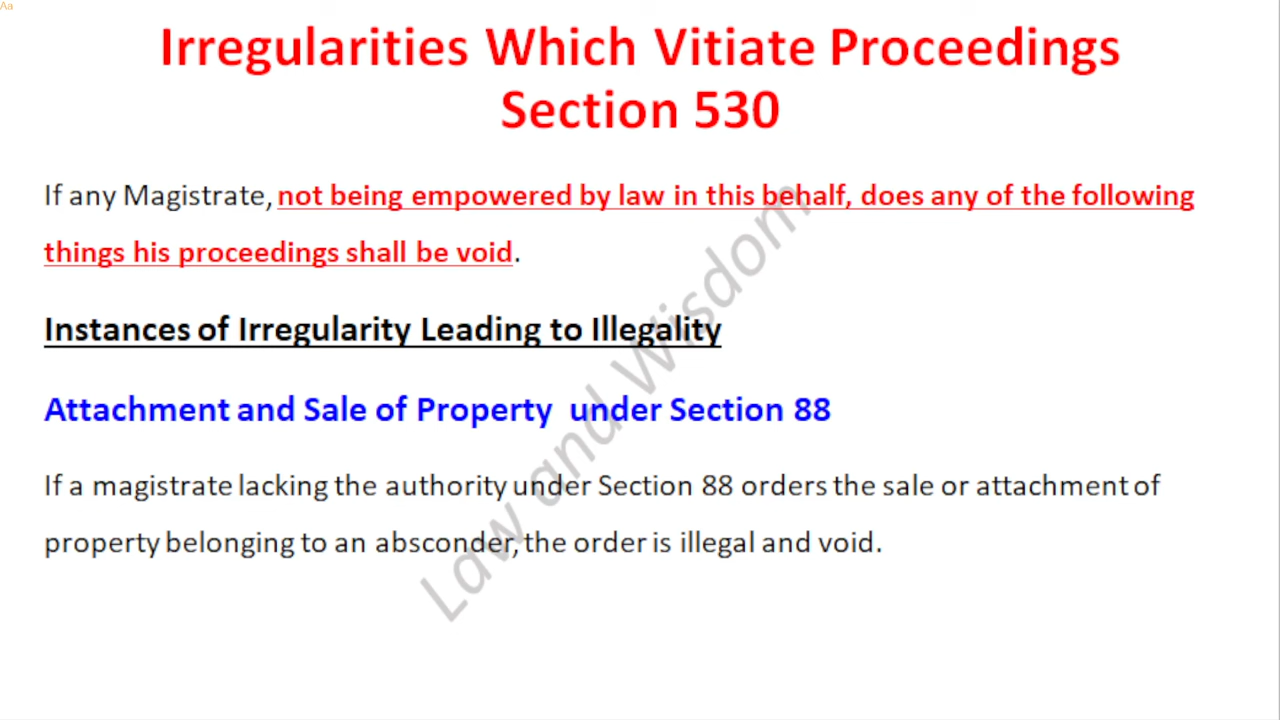 Aa
Irregularities Which Vitiate Proceedings
Section 530
If any Magistrate, not being empowered by law in this behalf, does any of the following
things his proceedings shall be void.
Instances of Irregularity Leading to Illegality
Attachment and Sale of Property under Section 88
If a magistrate lacking the authority under Section 88 orders the sale or attachment of
property belonging to an absconder, the order is illegal and void.
Law and Wisdom